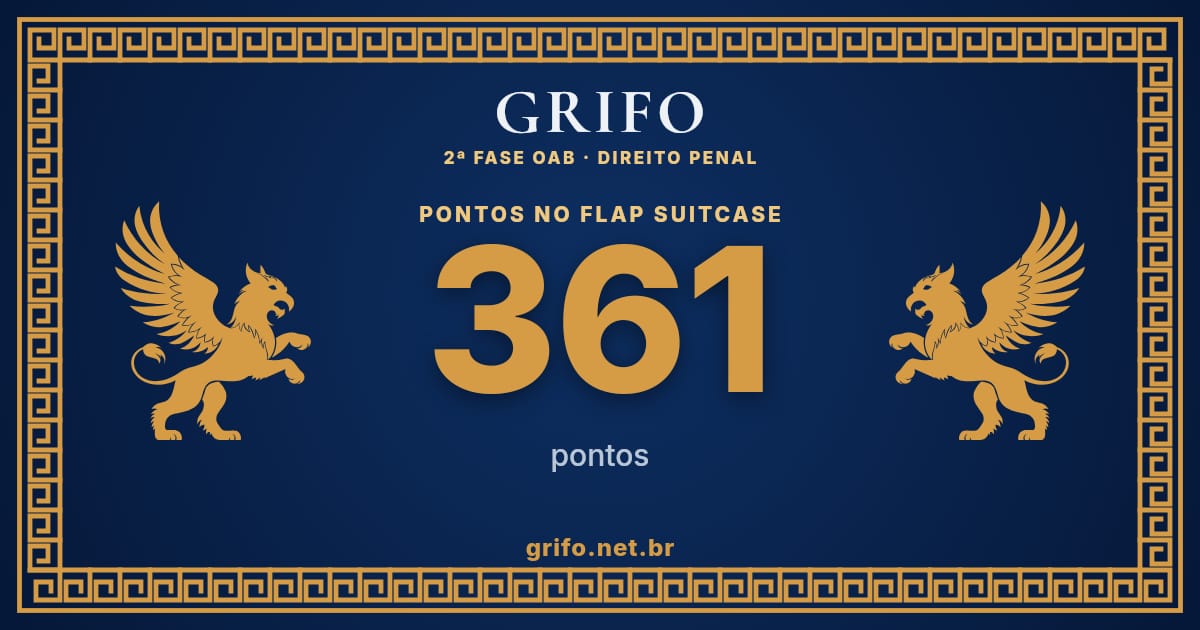 GRIFO
2ª FASE OAB · DIREITO PENAL
PONTOS NO FLAP SUITCASE
361
pontos
grifo.net.br